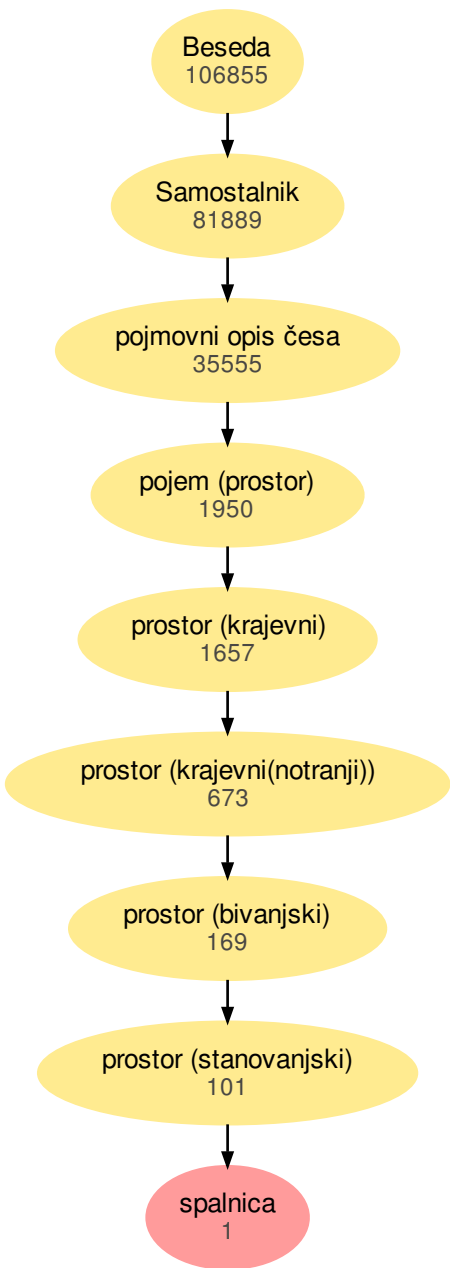 Beseda
106855
Samostalnik
81889
pojmovni opis česa
35555
pojem (prostor)
1950
prostor (krajevni)
1657
prostor (krajevni(notranji))
673
prostor (bivanjski)
169
prostor (stanovanjski)
101
spalnica
1